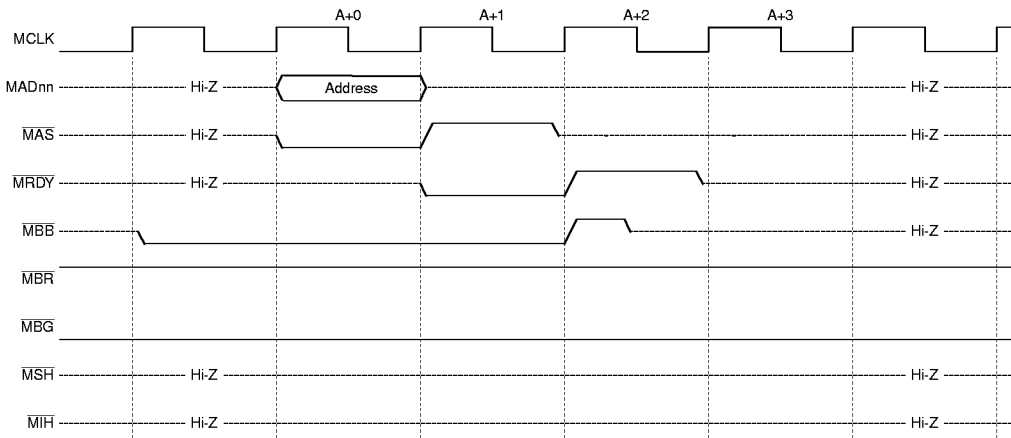 A+0 A+1 A+2 A+3
MCLK
MADnn Hi-Z Address Hi-Z
MAS Hi-Z Hi-Z
MRDY Hi-Z Hi-Z
MBB Hi-Z
MBR
MBG
MSH Hi-Z Hi-Z
MIH Hi-Z Hi-Z